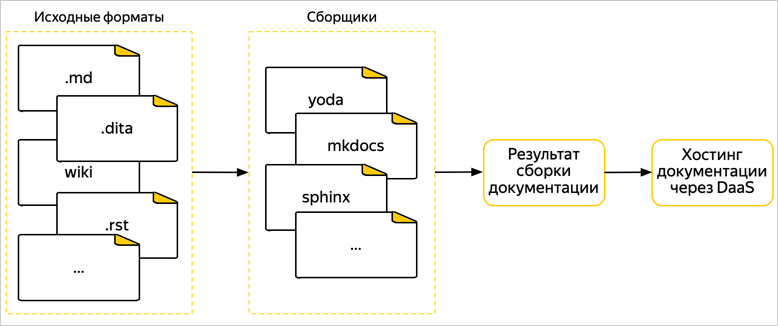 Исходные форматы
.md
.dita
wiki
.rst
...
Сборщики
yoda
mkdocs
sphinx
...
Результат
сборки
документации
Хостинг
документации
через DaaS